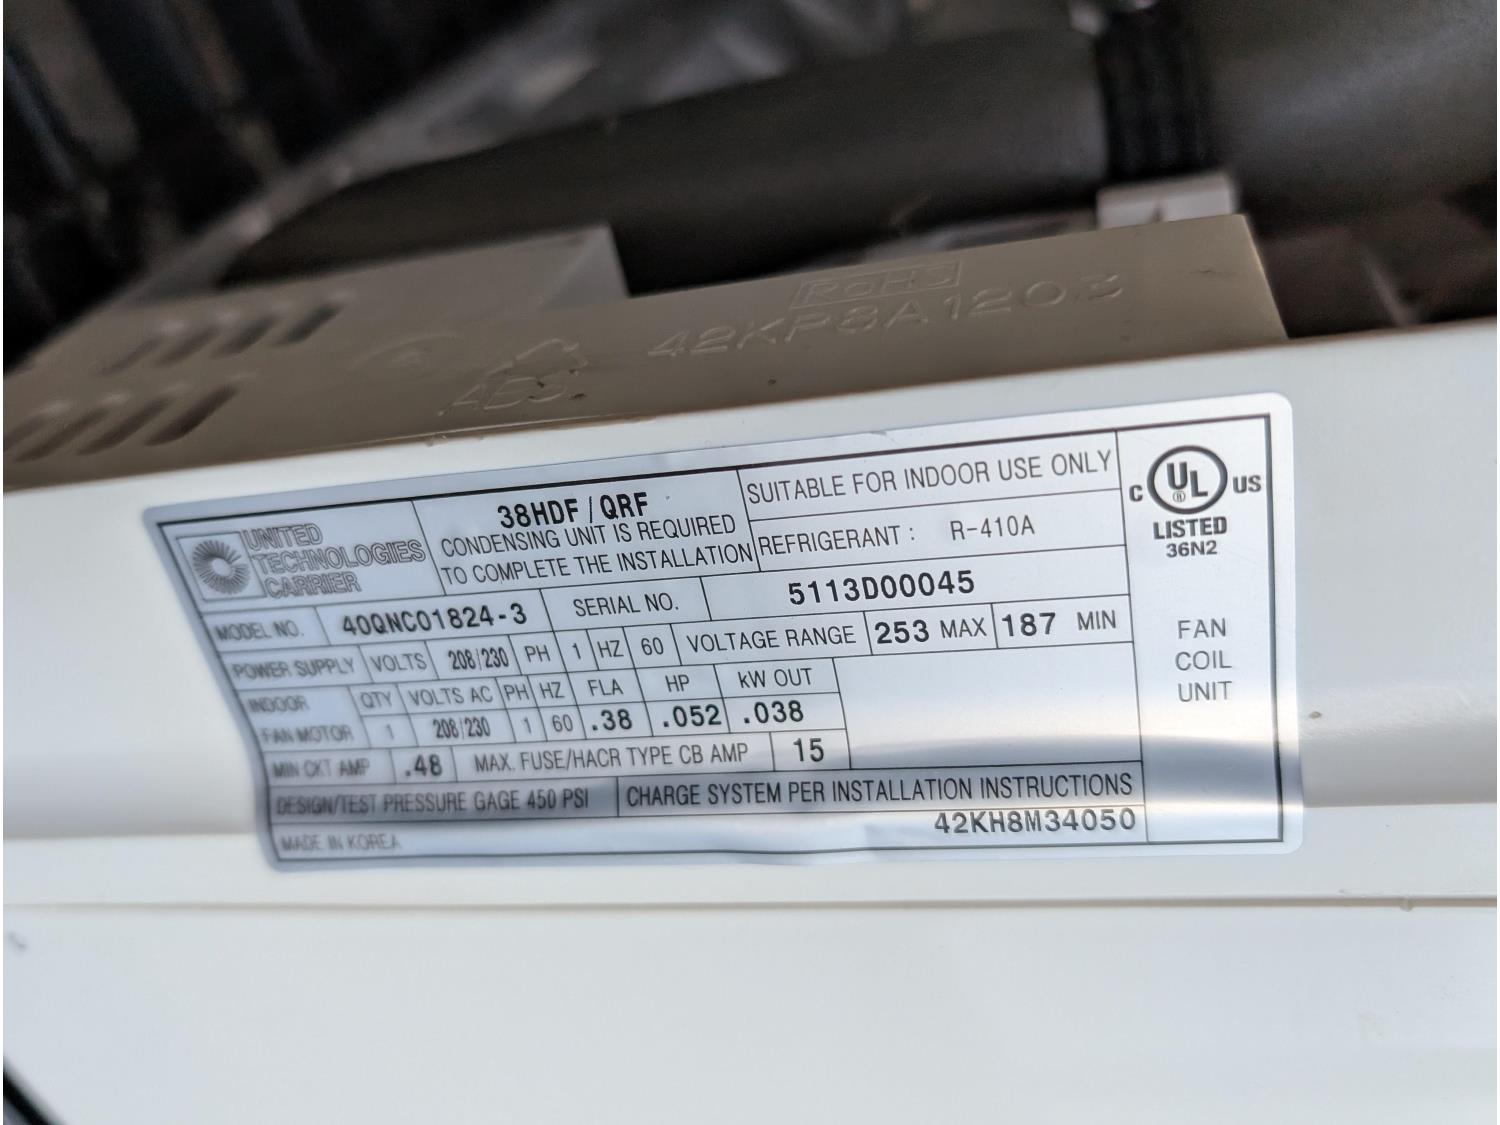 RoHS
42KP8A1203
ABS
UNITED
TECHNOLOGIES
CARRIER
38HDF/QRF
CONDENSING UNIT IS REQUIRED
TO COMPLETE THE INSTALLATION
SUITABLE FOR INDOOR USE ONLY
REFRIGERANT : R-410A
MODEL NO. 40QNC01824-3 SERIAL NO. 5113D00045
POWER SUPPLY VOLTS 208/230 PH 1 HZ 60 VOLTAGE RANGE 253 MAX 187 MIN
INDOOR QTY VOLTS AC PH HZ FLA HP kW OUT
FAN MOTOR 1 208/230 1 60 .38 .052 .038
MIN CKT AMP .48 MAX. FUSE/HACR TYPE CB AMP 15
DESIGN/TEST PRESSURE GAGE 450 PSI CHARGE SYSTEM PER INSTALLATION INSTRUCTIONS
MADE IN KOREA 42KH8M34050
C UL ® US
LISTED
36N2
FAN
COIL
UNIT